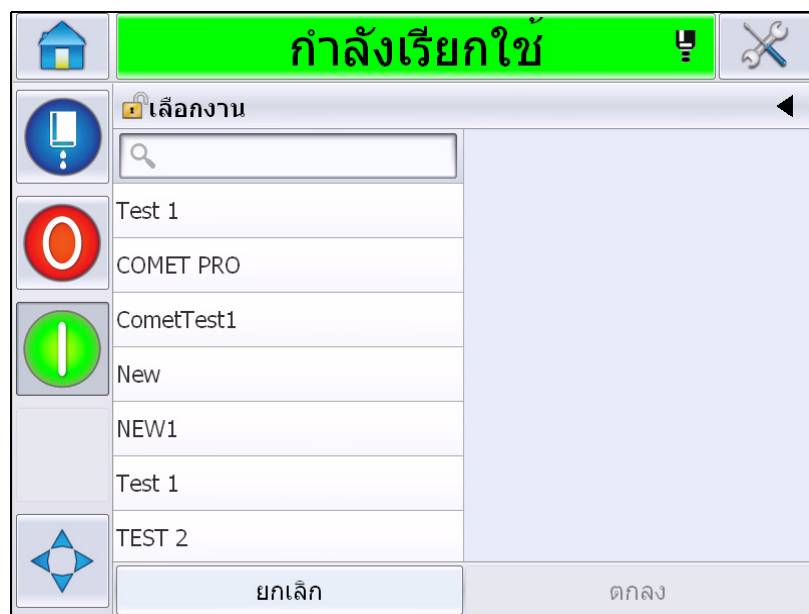 กำลังเรียกใช้
เลือกงาน
Test 1
COMET PRO
CometTest1
New
NEW1
Test 1
TEST 2
ยกเลิก
ตกลง